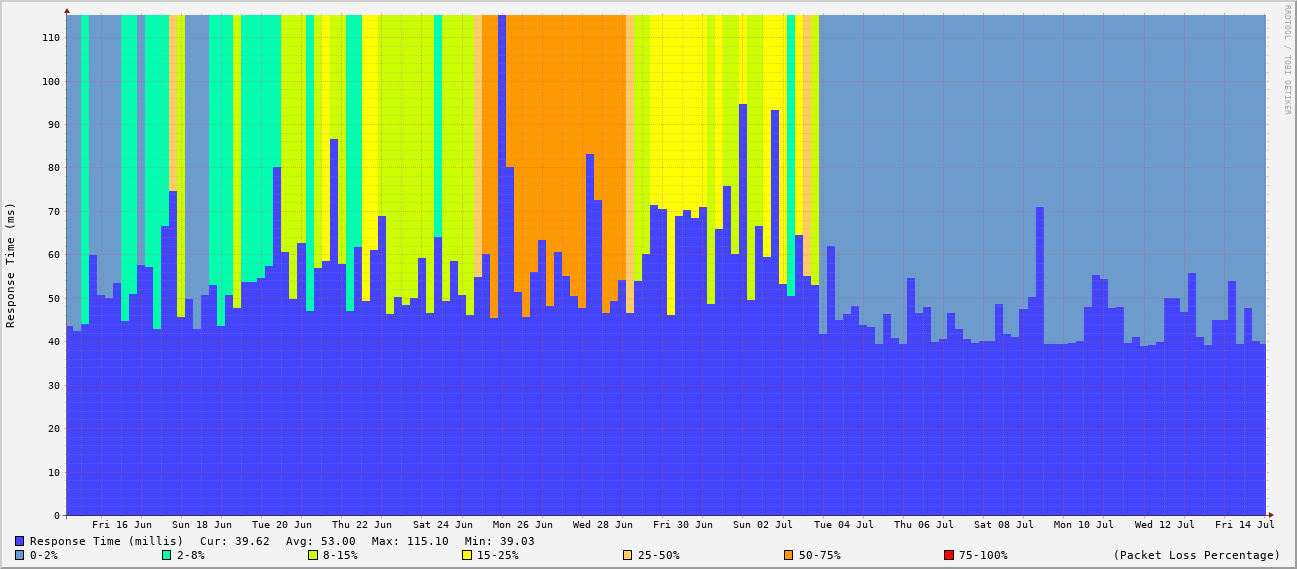 RRDTOOL / TOBI OETIKER
Response Time (ms)
110
100
90
80
70
60
50
40
30
20
10
0
Fri 16 Jun Sun 18 Jun Tue 20 Jun Thu 22 Jun Sat 24 Jun Mon 26 Jun Wed 28 Jun Fri 30 Jun Sun 02 Jul Tue 04 Jul Thu 06 Jul Sat 08 Jul Mon 10 Jul Wed 12 Jul Fri 14 Jul
Response Time (millis) Cur: 39.62 Avg: 53.00 Max: 115.10 Min: 39.03
0-2% 2-8% 8-15% 15-25% 25-50% 50-75% 75-100% (Packet Loss Percentage)